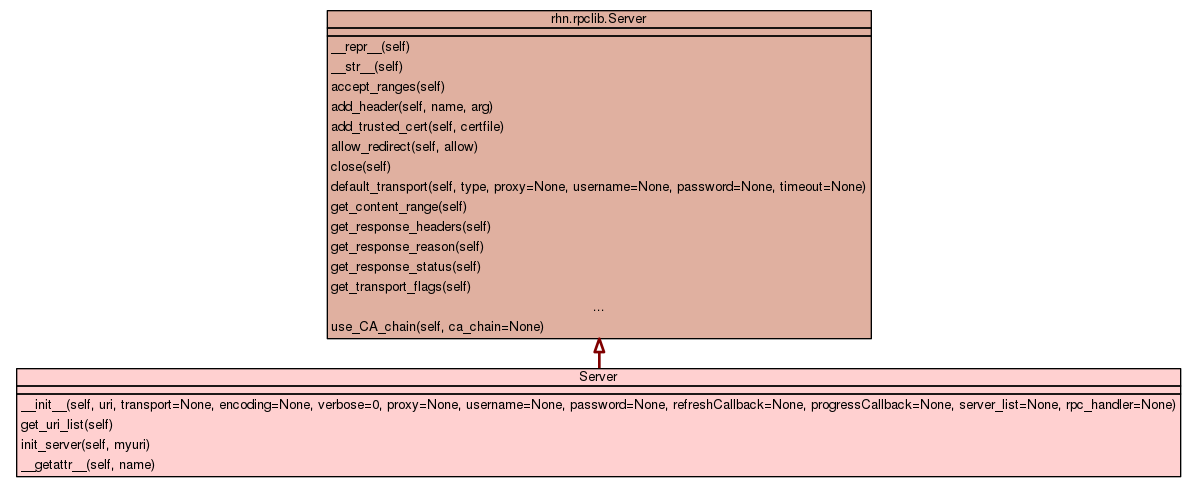 rhn.rpclib.Server
__repr__(self)
__str__(self)
accept_ranges(self)
add_header(self, name, arg)
add_trusted_cert(self, certfile)
allow_redirect(self, allow)
close(self)
default_transport(self, type, proxy=None, username=None, password=None, timeout=None)
get_content_range(self)
get_response_headers(self)
get_response_reason(self)
get_response_status(self)
get_transport_flags(self)
...
use_CA_chain(self, ca_chain=None)
Server
__init__(self, uri, transport=None, encoding=None, verbose=0, proxy=None, username=None, password=None, refreshCallback=None, progressCallback=None, server_list=None, rpc_handler=None)
get_uri_list(self)
init_server(self, myuri)
__getattr__(self, name)